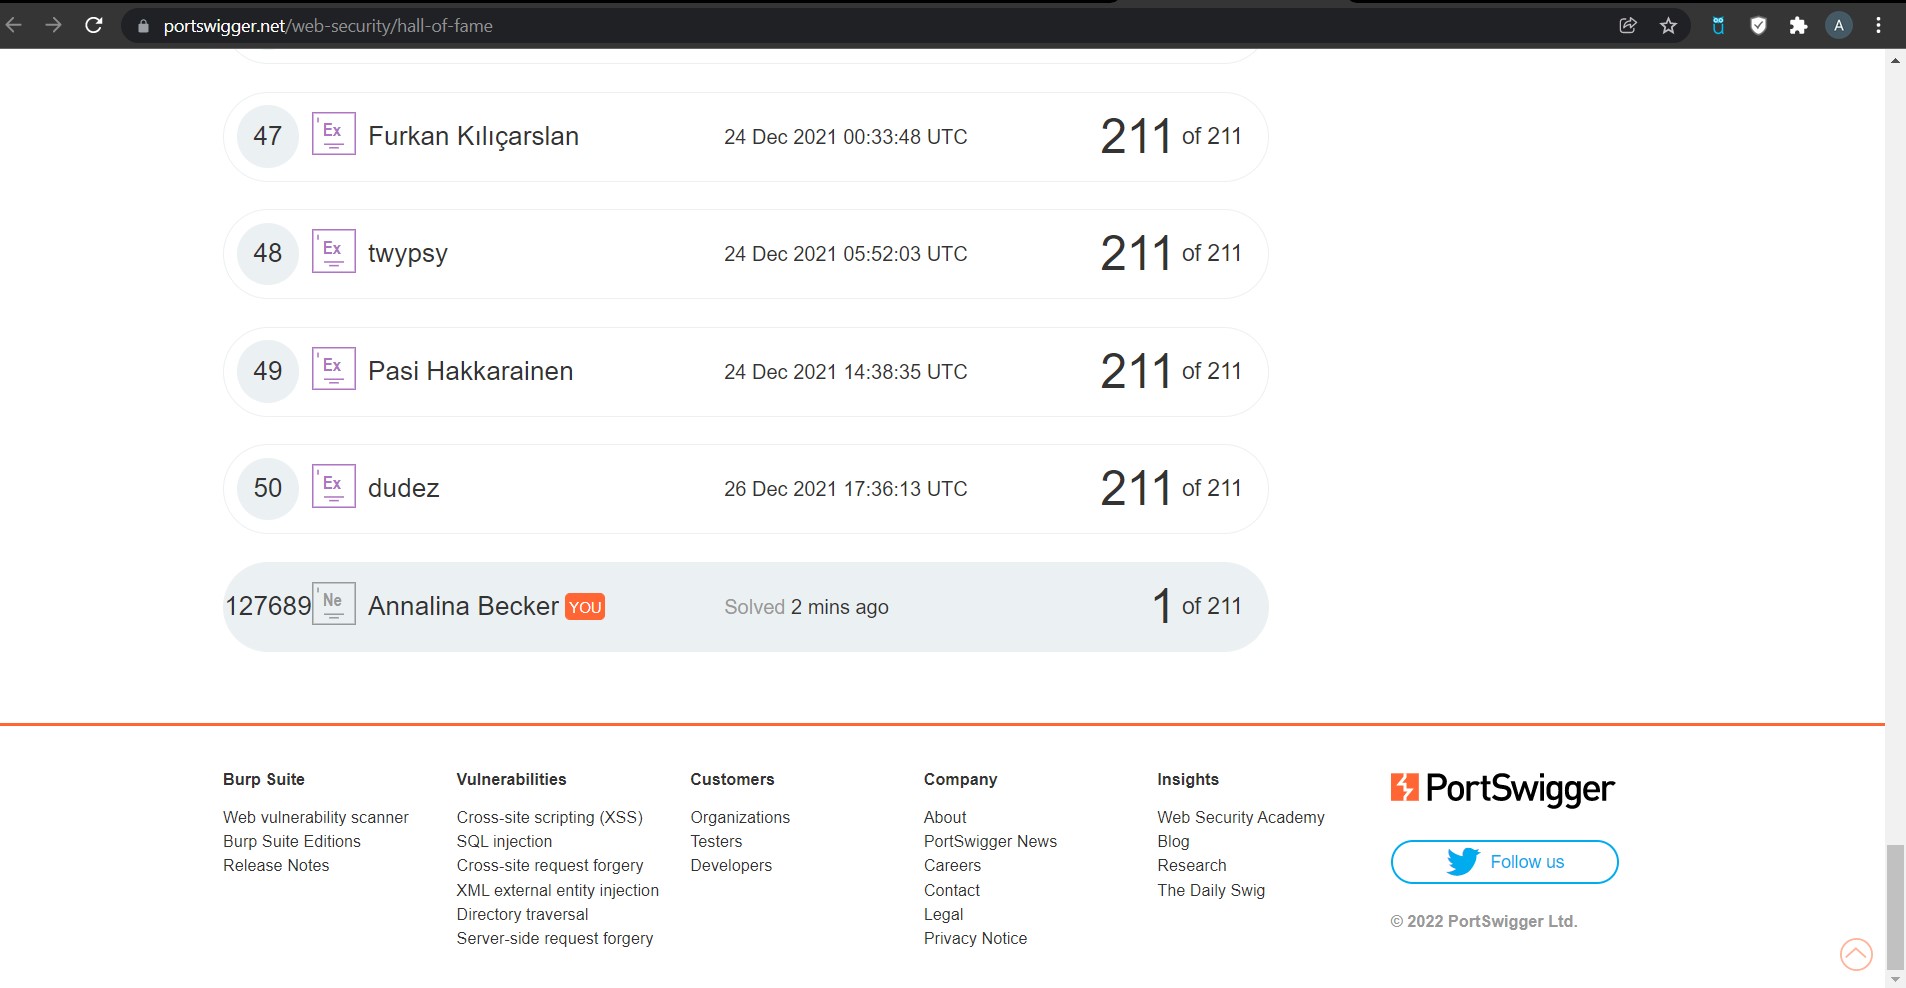 portswigger.net/web-security/hall-of-fame
A
47 Ex Furkan Kılıçarslan 24 Dec 2021 00:33:48 UTC 211 of 211
48 Ex twypsy 24 Dec 2021 05:52:03 UTC 211 of 211
49 Ex Pasi Hakkarainen 24 Dec 2021 14:38:35 UTC 211 of 211
50 Ex dudez 26 Dec 2021 17:36:13 UTC 211 of 211
127689 Ne Annalina Becker YOU Solved 2 mins ago 1 of 211
Burp Suite
Web vulnerability scanner
Burp Suite Editions
Release Notes
Vulnerabilities
Cross-site scripting (XSS)
SQL injection
Cross-site request forgery
XML external entity injection
Directory traversal
Server-side request forgery
Customers
Organizations
Testers
Developers
Company
About
PortSwigger News
Careers
Contact
Legal
Privacy Notice
Insights
Web Security Academy
Blog
Research
The Daily Swig
PortSwigger
Follow us
© 2022 PortSwigger Ltd.